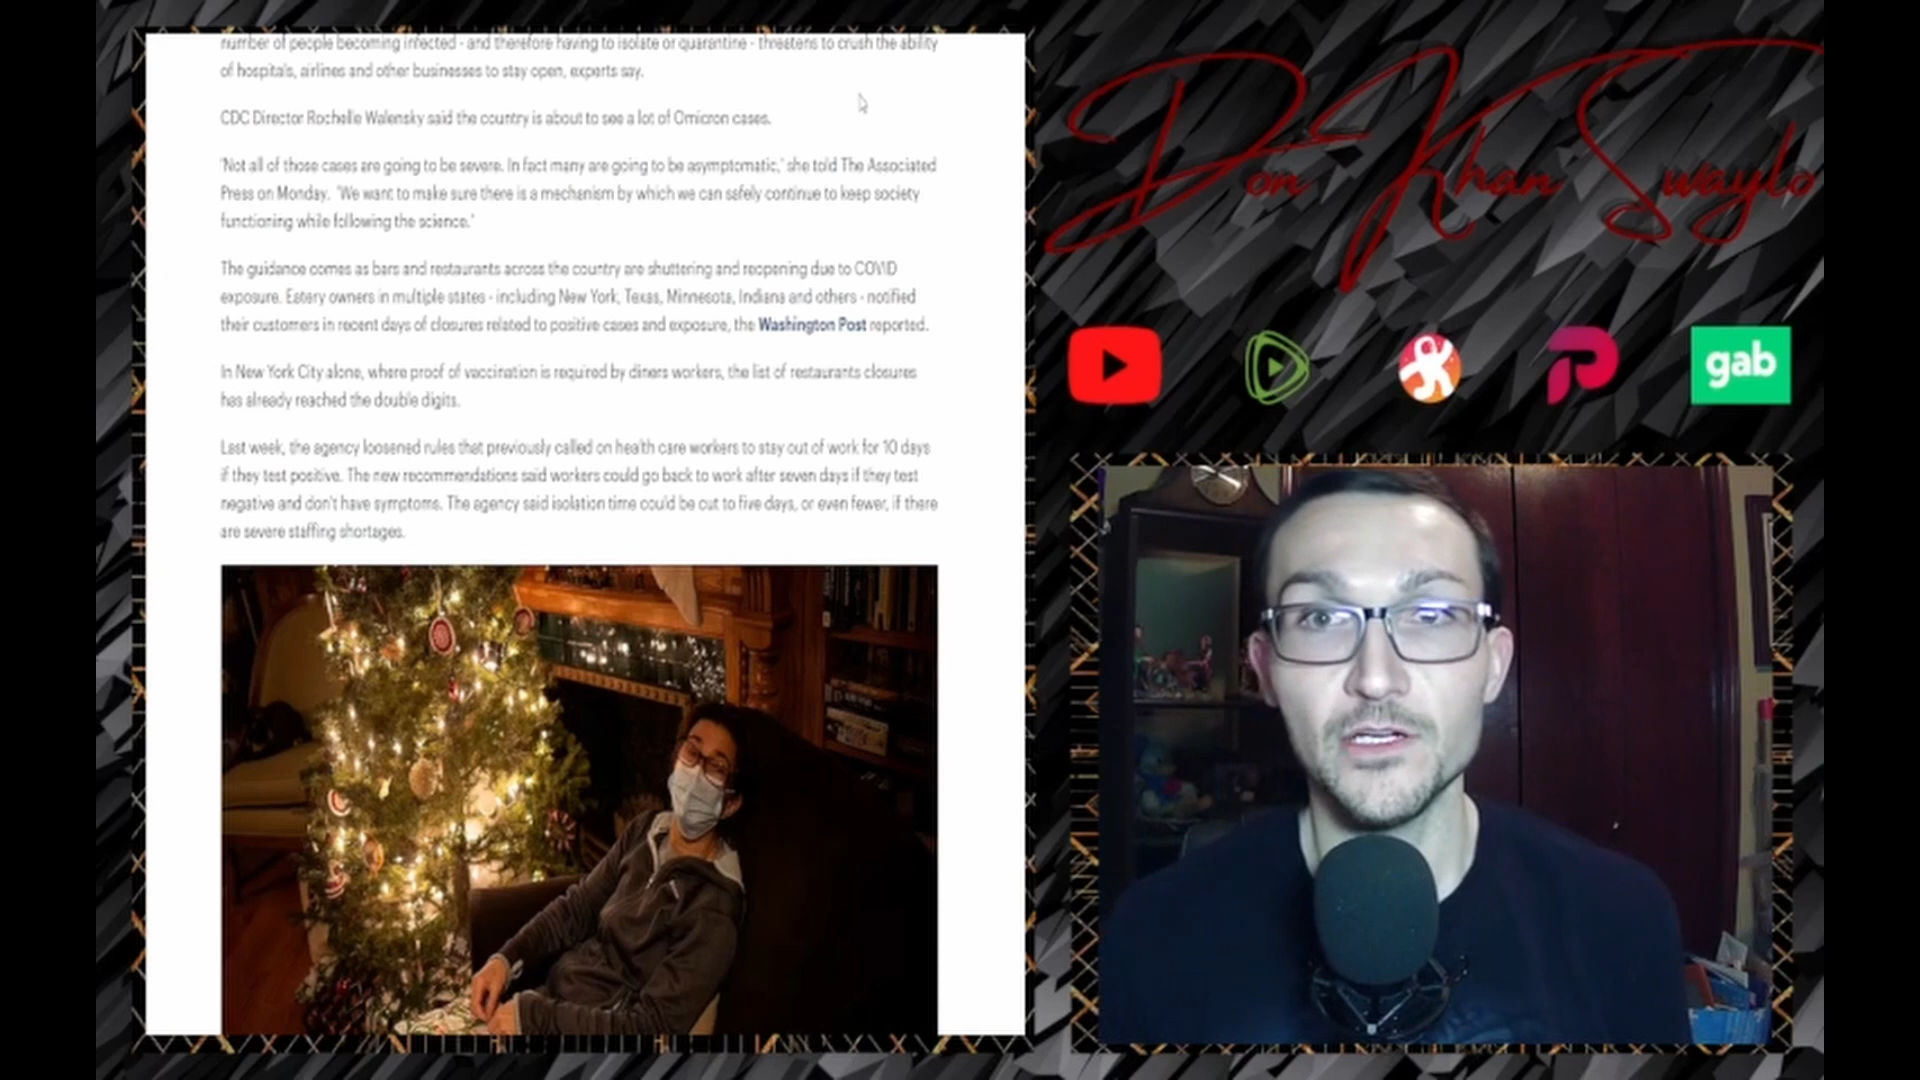 number of people becoming infected - and therefore having to isolate or quarantine - threatens to crush the ability
of hospitals, airlines and other businesses to stay open, experts say.
CDC Director Rochelle Walensky said the country is about to see a lot of Omicron cases.
'Not all of those cases are going to be severe. In fact many are going to be asymptomatic,' she told The Associated
Press on Monday. 'We want to make sure there is a mechanism by which we can safely continue to keep society
functioning while following the science.'
The guidance comes as bars and restaurants across the country are shuttering and reopening due to COVID
exposure. Eatery owners in multiple states - including New York, Texas, Minnesota, Indiana and others - notified
their customers in recent days of closures related to positive cases and exposure, the Washington Post reported.
In New York City alone, where proof of vaccination is required by diners workers, the list of restaurants closures
has already reached the double digits.
Last week, the agency loosened rules that previously called on health care workers to stay out of work for 10 days
if they test positive. The new recommendations said workers could go back to work after seven days if they test
negative and don't have symptoms. The agency said isolation time could be cut to five days, or even fewer, if there
are severe staffing shortages.
Don Khan Swaylo
gab